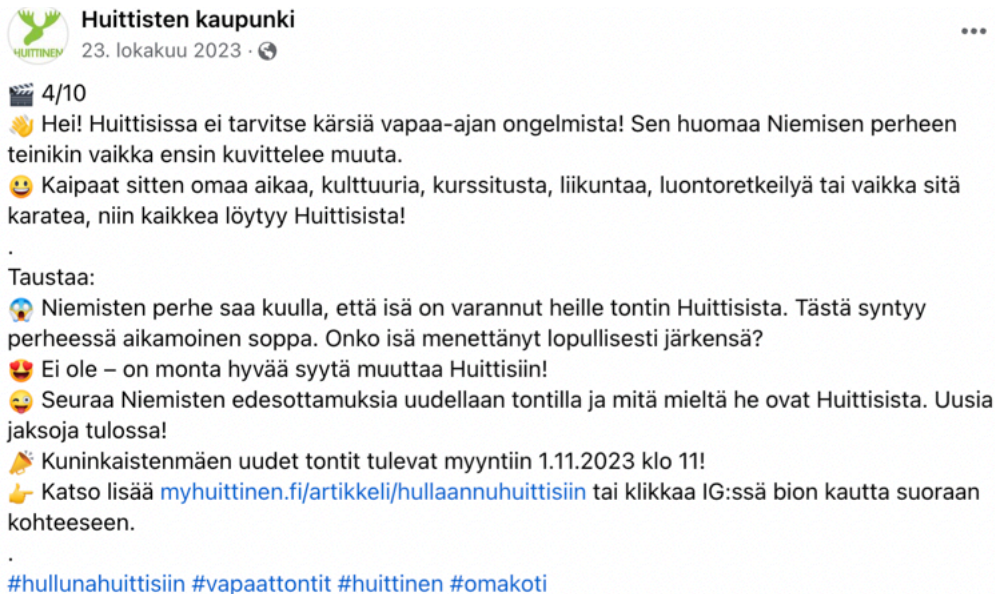 HUITTINEN
Huittisten kaupunki
23. lokakuu 2023 ·
🎬 4/10
👋 Hei! Huittisissa ei tarvitse kärsiä vapaa-ajan ongelmista! Sen huomaa Niemisen perheen
teinikin vaikka ensin kuvittelee muuta.
😃 Kaipaat sitten omaa aikaa, kulttuuria, kurssitusta, liikuntaa, luontoretkeilyä tai vaikka sitä
karatea, niin kaikkea löytyy Huittisista!
.
Taustaa:
😱 Niemisten perhe saa kuulla, että isä on varannut heille tontin Huittisista. Tästä syntyy
perheessä aikamoinen soppa. Onko isä menettänyt lopullisesti järkensä?
😍 Ei ole – on monta hyvää syytä muuttaa Huittisiin!
😜 Seuraa Niemisten edesottamuksia uudellaan tontilla ja mitä mieltä he ovat Huittisista. Uusia
jaksoja tulossa!
📣 Kuninkaistenmäen uudet tontit tulevat myyntiin 1.11.2023 klo 11!
👉 Katso lisää myhuittinen.fi/artikkeli/hullaannuhuittisiin tai klikkaa IG:ssä bion kautta suoraan
kohteeseen.
.
#hullunahuittisiin #vapaattontit #huittinen #omakoti